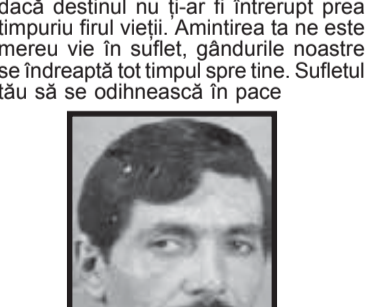 dacă destinul nu ți-ar fi întrerupt prea
timpuriu firul vieții. Amintirea ta ne este
mereu vie în suflet, gândurile noastre
se îndreaptă tot timpul spre tine. Sufletul
tău să se odihnească în pace